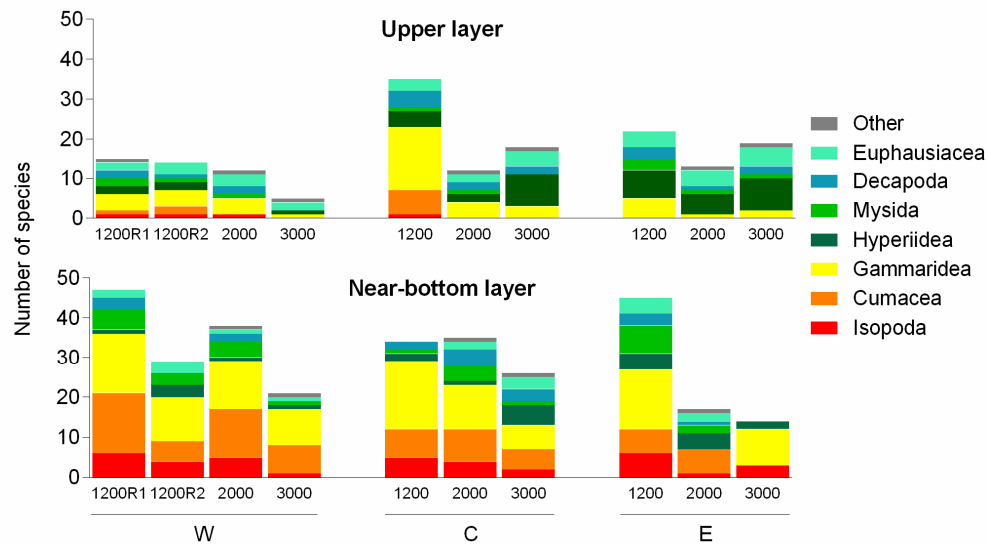 Upper layer
Number of species
50
40
30
20
10
0
1200R1 1200R2 2000 3000 1200 2000 3000 1200 2000 3000
Other
Euphausiacea
Decapoda
Mysida
Hyperiidea
Gammaridea
Cumacea
Isopoda
Near-bottom layer
50
40
30
20
10
0
1200R1 1200R2 2000 3000 1200 2000 3000 1200 2000 3000
W C E